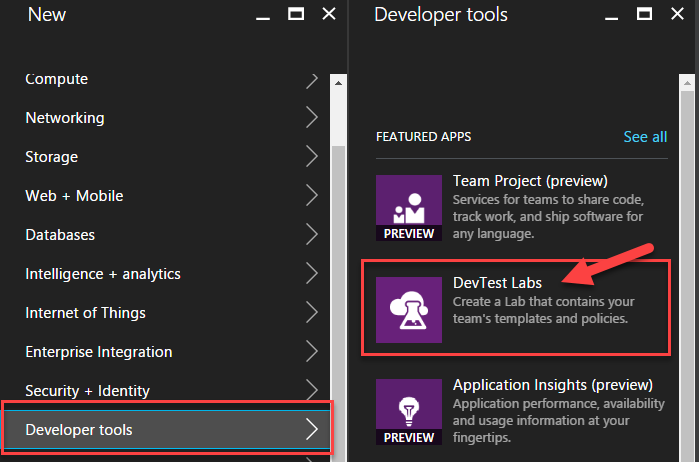 New
Compute
Networking
Storage
Web + Mobile
Databases
Intelligence + analytics
Internet of Things
Enterprise Integration
Security + Identity
Developer tools
Developer tools
FEATURED APPS
See all
Team Project (preview)
Services for teams to share code,
track work, and ship software for
any language.
PREVIEW
DevTest Labs
Create a Lab that contains your
team's templates and policies.
Application Insights (preview)
Application performance, availability
and usage information at your
fingertips.
PREVIEW